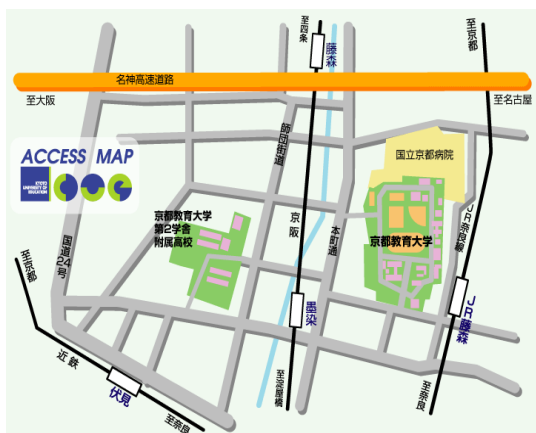 至四条
藤森
至京都
名神高速道路
至大阪
至名古屋
師団街道
国立京都病院
ACCESS MAP
KYOTO
UNIVERSITY OF
EDUCATION
京都教育大学
第2学舎
附属高校
京阪
本町通
京都教育大学
JR奈良線
国道24号
至京都
墨染
JR藤森
近鉄
伏見
至奈良
至淀屋橋
至奈良